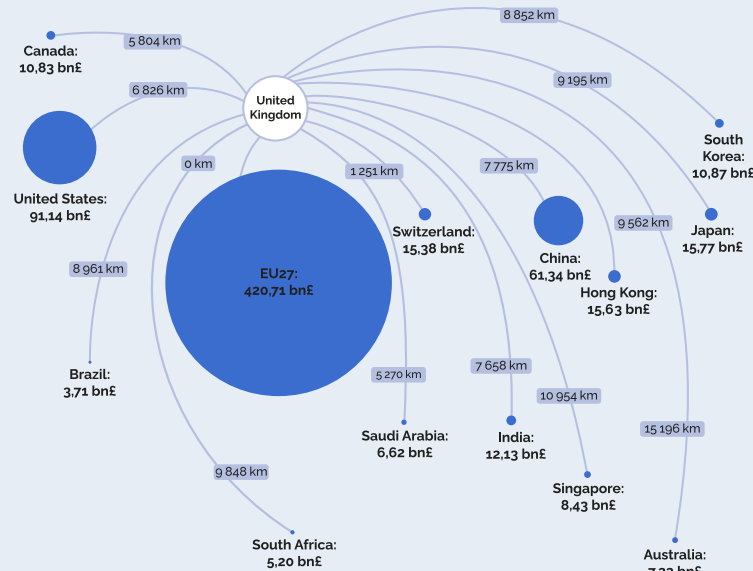 8 852 km
Canada:
10,83 bn£
5 804 km
6 826 km
United
Kingdom
9 195 km
South
Korea:
10,87 bn£
0 km
1 251 km
7 775 km
United States:
91,14 bn£
Switzerland:
15,38 bn£
9 562 km
Japan:
15,77 bn£
China:
61,34 bn£
8 961 km
EU27:
420,71 bn£
Hong Kong:
15,63 bn£
Brazil:
3,71 bn£
5 270 km
7 658 km
10 954 km
15 196 km
Saudi Arabia:
6,62 bn£
India:
12,13 bn£
9 848 km
Singapore:
8,43 bn£
South Africa:
5,20 bn£
Australia:
bn£